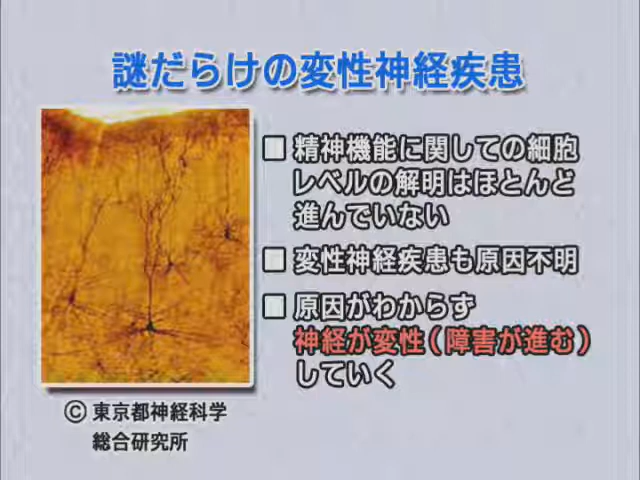 謎だらけの変性神経疾患
■ 精神機能に関しての細胞
レベルの解明はほとんど
進んでいない
■ 変性神経疾患も原因不明
■ 原因がわからず
神経が変性（障害が進む）
していく
© 東京都神経科学
総合研究所